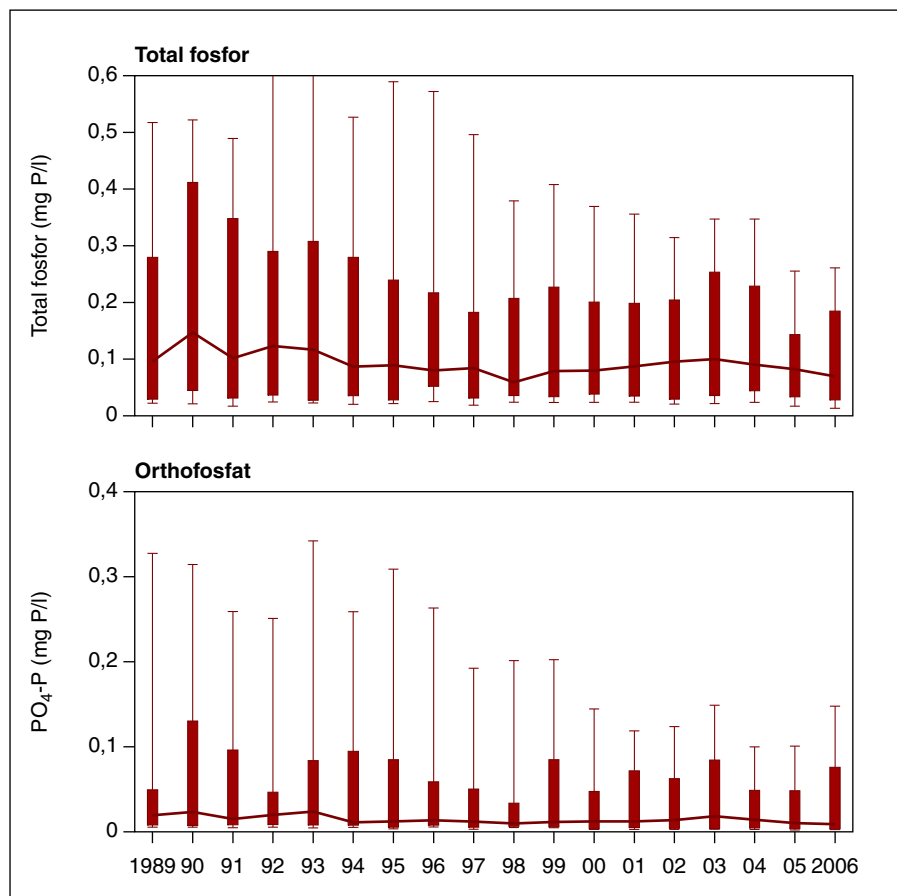 Total fosfor
0,6
0,5
0,4
0,3
0,2
0,1
0
Total fosfor (mg P/l)
Orthofosfat
0,4
0,3
0,2
0,1
0
PO₄-P (mg P/l)
1989 90 91 92 93 94 95 96 97 98 99 00 01 02 03 04 05 2006